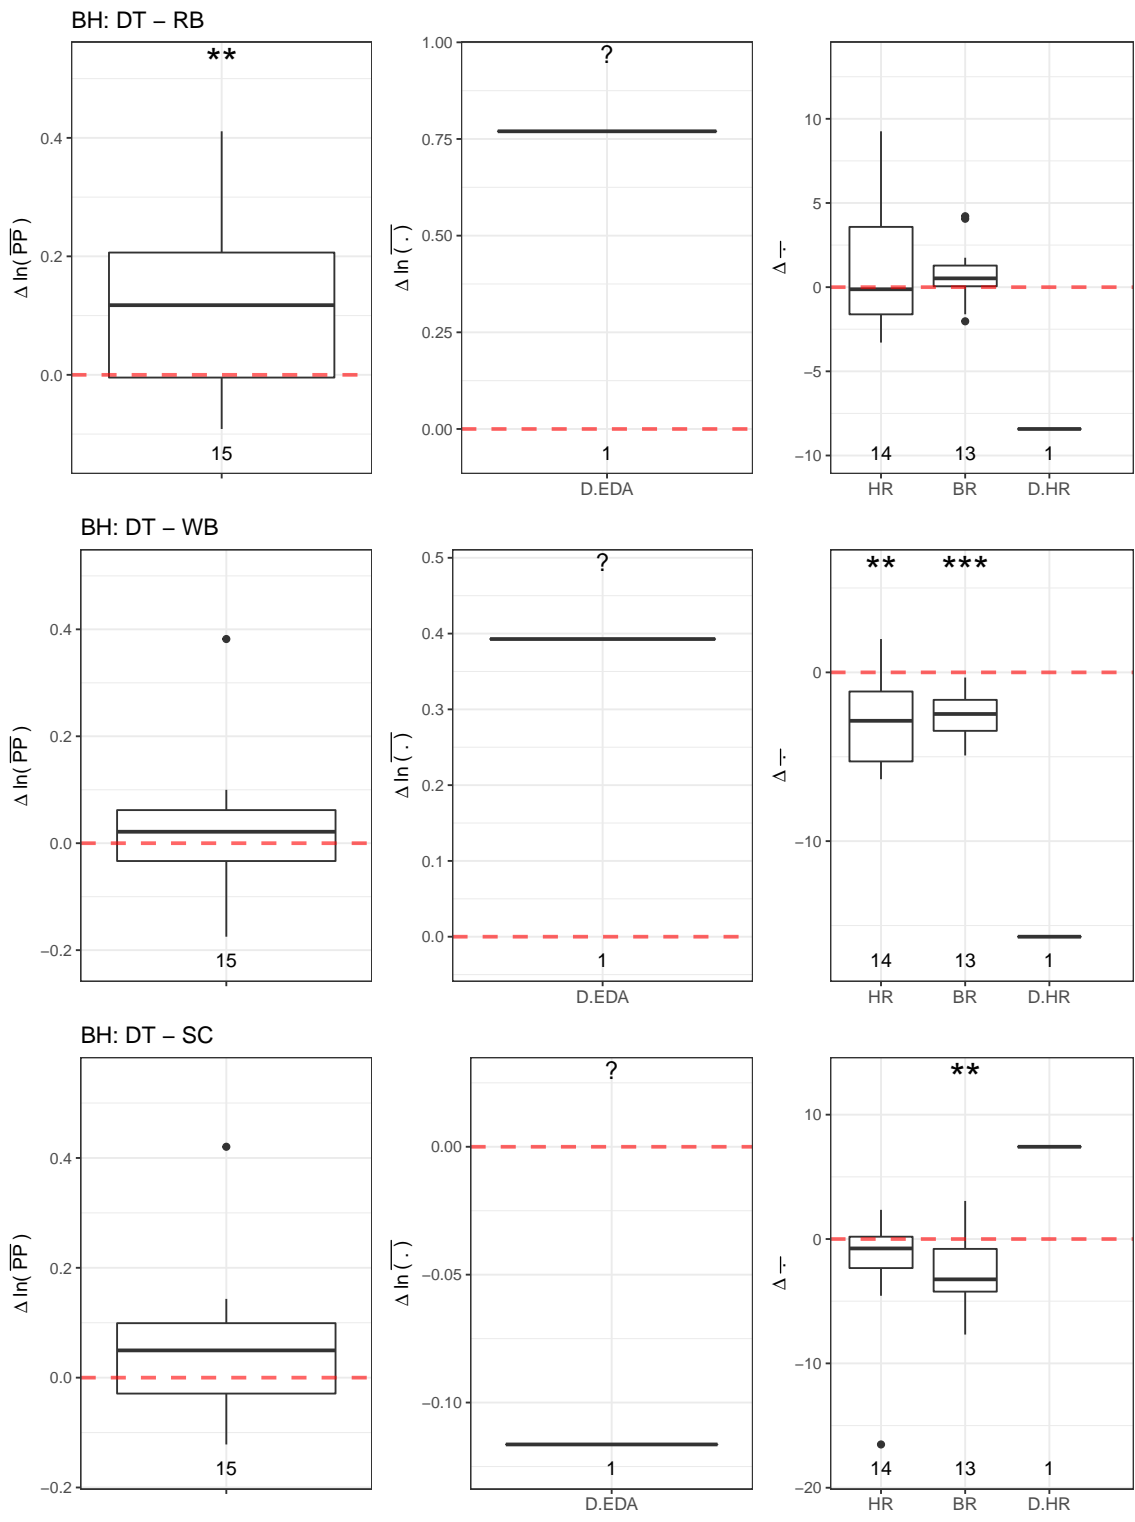 BH: DT − RB
Δ ln( PP )
0.4
0.2
0.0
**
15
Δ ln ( . )
1.00
0.75
0.50
0.25
0.00
?
1
D.EDA
Δ .
10
5
0
−5
−10
14
13
1
HR
BR
D.HR
BH: DT − WB
Δ ln( PP )
0.4
0.2
0.0
−0.2
15
Δ ln ( . )
0.5
0.4
0.3
0.2
0.1
0.0
?
1
D.EDA
Δ .
0
−10
**
***
14
13
1
HR
BR
D.HR
BH: DT − SC
Δ ln( PP )
0.4
0.2
0.0
−0.2
15
Δ ln ( . )
0.00
−0.05
−0.10
?
1
D.EDA
Δ .
10
0
−10
−20
**
14
13
1
HR
BR
D.HR